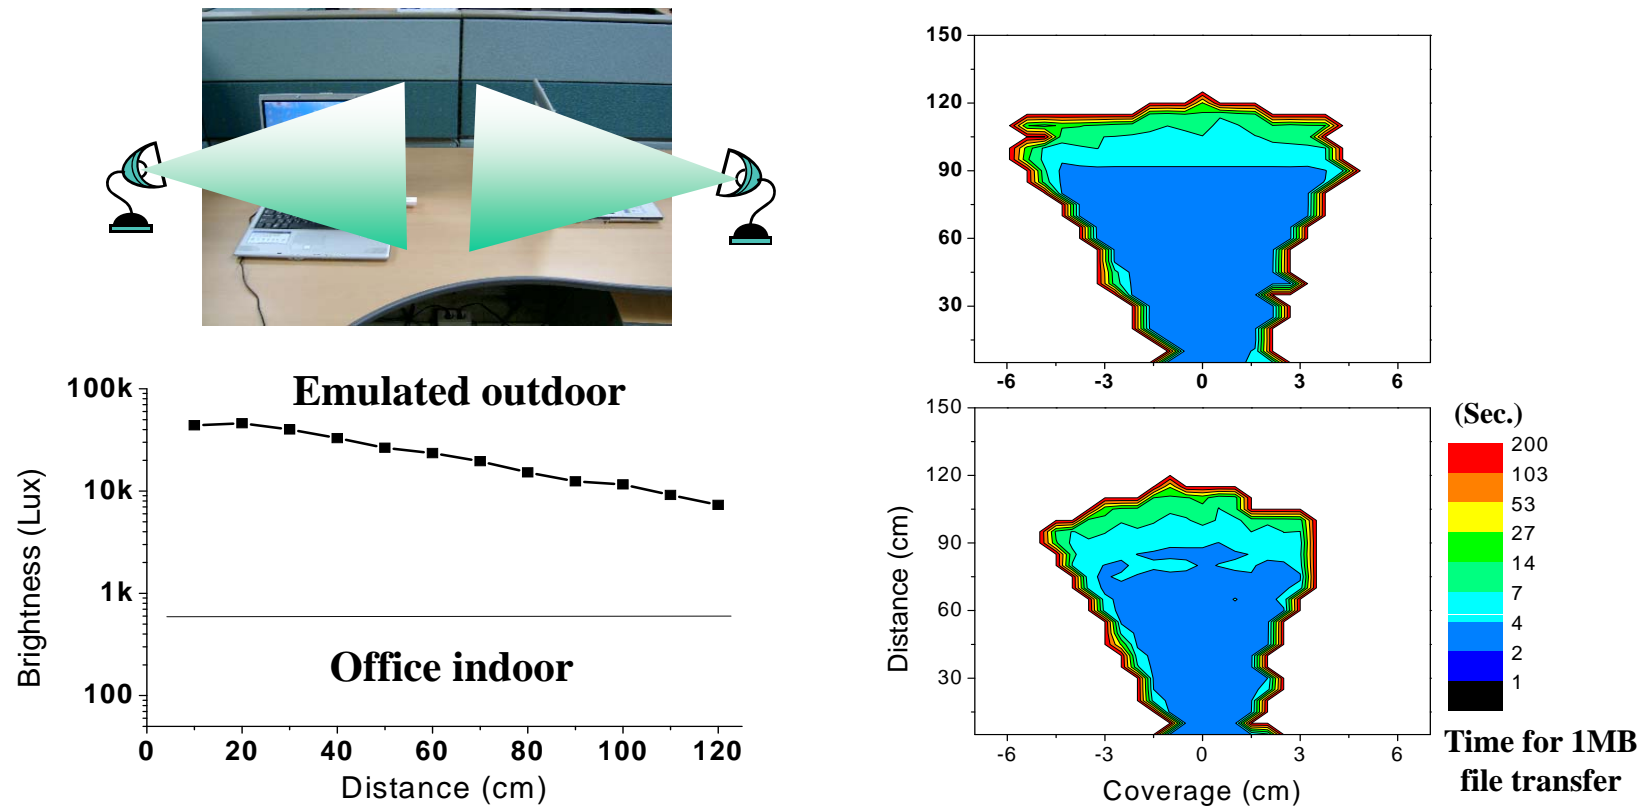 Emulated outdoor
Office indoor
Brightness (Lux)
100k
10k
1k
100
0 20 40 60 80 100 120
Distance (cm)
150
120
90
60
30
-6 -3 0 3 6
150
120
90
60
30
Distance (cm)
-6 -3 0 3 6
Coverage (cm)
(Sec.)
200
103
53
27
14
7
4
2
1
Time for 1MB
file transfer